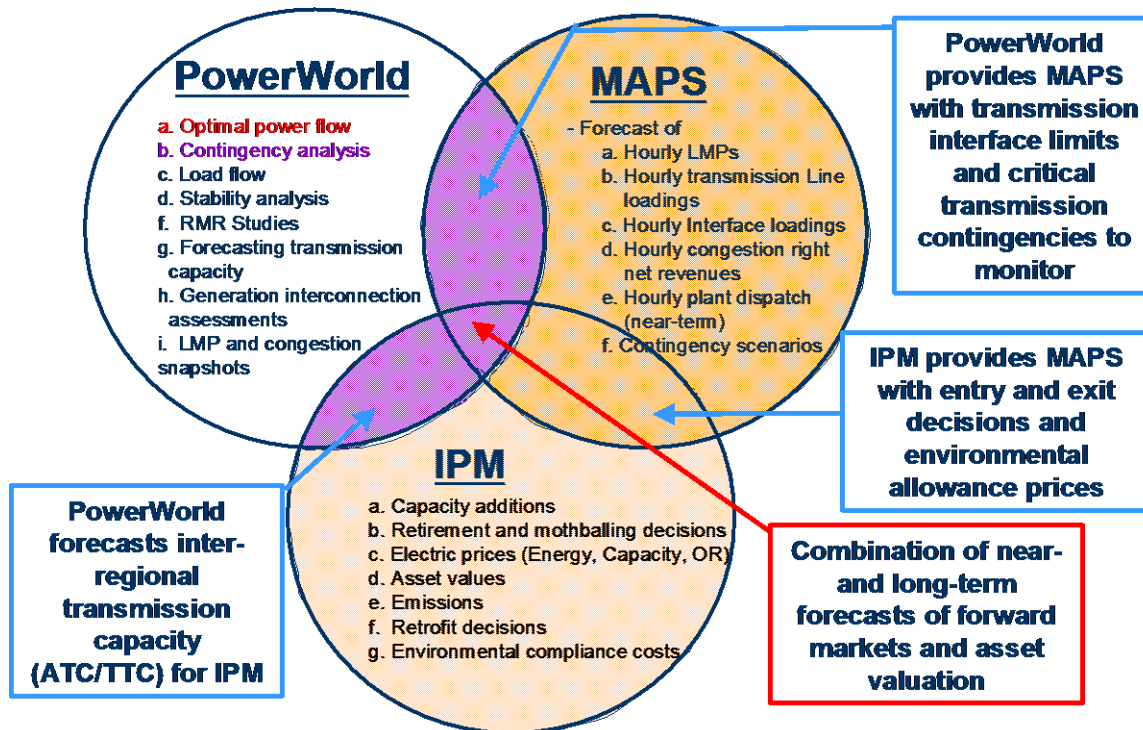 PowerWorld
a. Optimal power flow
b. Contingency analysis
c. Load flow
d. Stability analysis
f. RMR Studies
g. Forecasting transmission
capacity
h. Generation interconnection
assessments
i. LMP and congestion
snapshots
MAPS
- Forecast of
a. Hourly LMPs
b. Hourly transmission Line
loadings
c. Hourly Interface loadings
d. Hourly congestion right
net revenues
e. Hourly plant dispatch
(near-term)
f. Contingency scenarios
PowerWorld
provides MAPS
with transmission
interface limits
and critical
transmission
contingencies to
monitor
IPM provides MAPS
with entry and exit
decisions and
environmental
allowance prices
IPM
a. Capacity additions
b. Retirement and mothballing decisions
c. Electric prices (Energy, Capacity, OR)
d. Asset values
e. Emissions
f. Retrofit decisions
g. Environmental compliance costs
PowerWorld
forecasts inter-
regional
transmission
capacity
(ATC/TTC) for IPM
Combination of near-
and long-term
forecasts of forward
markets and asset
valuation